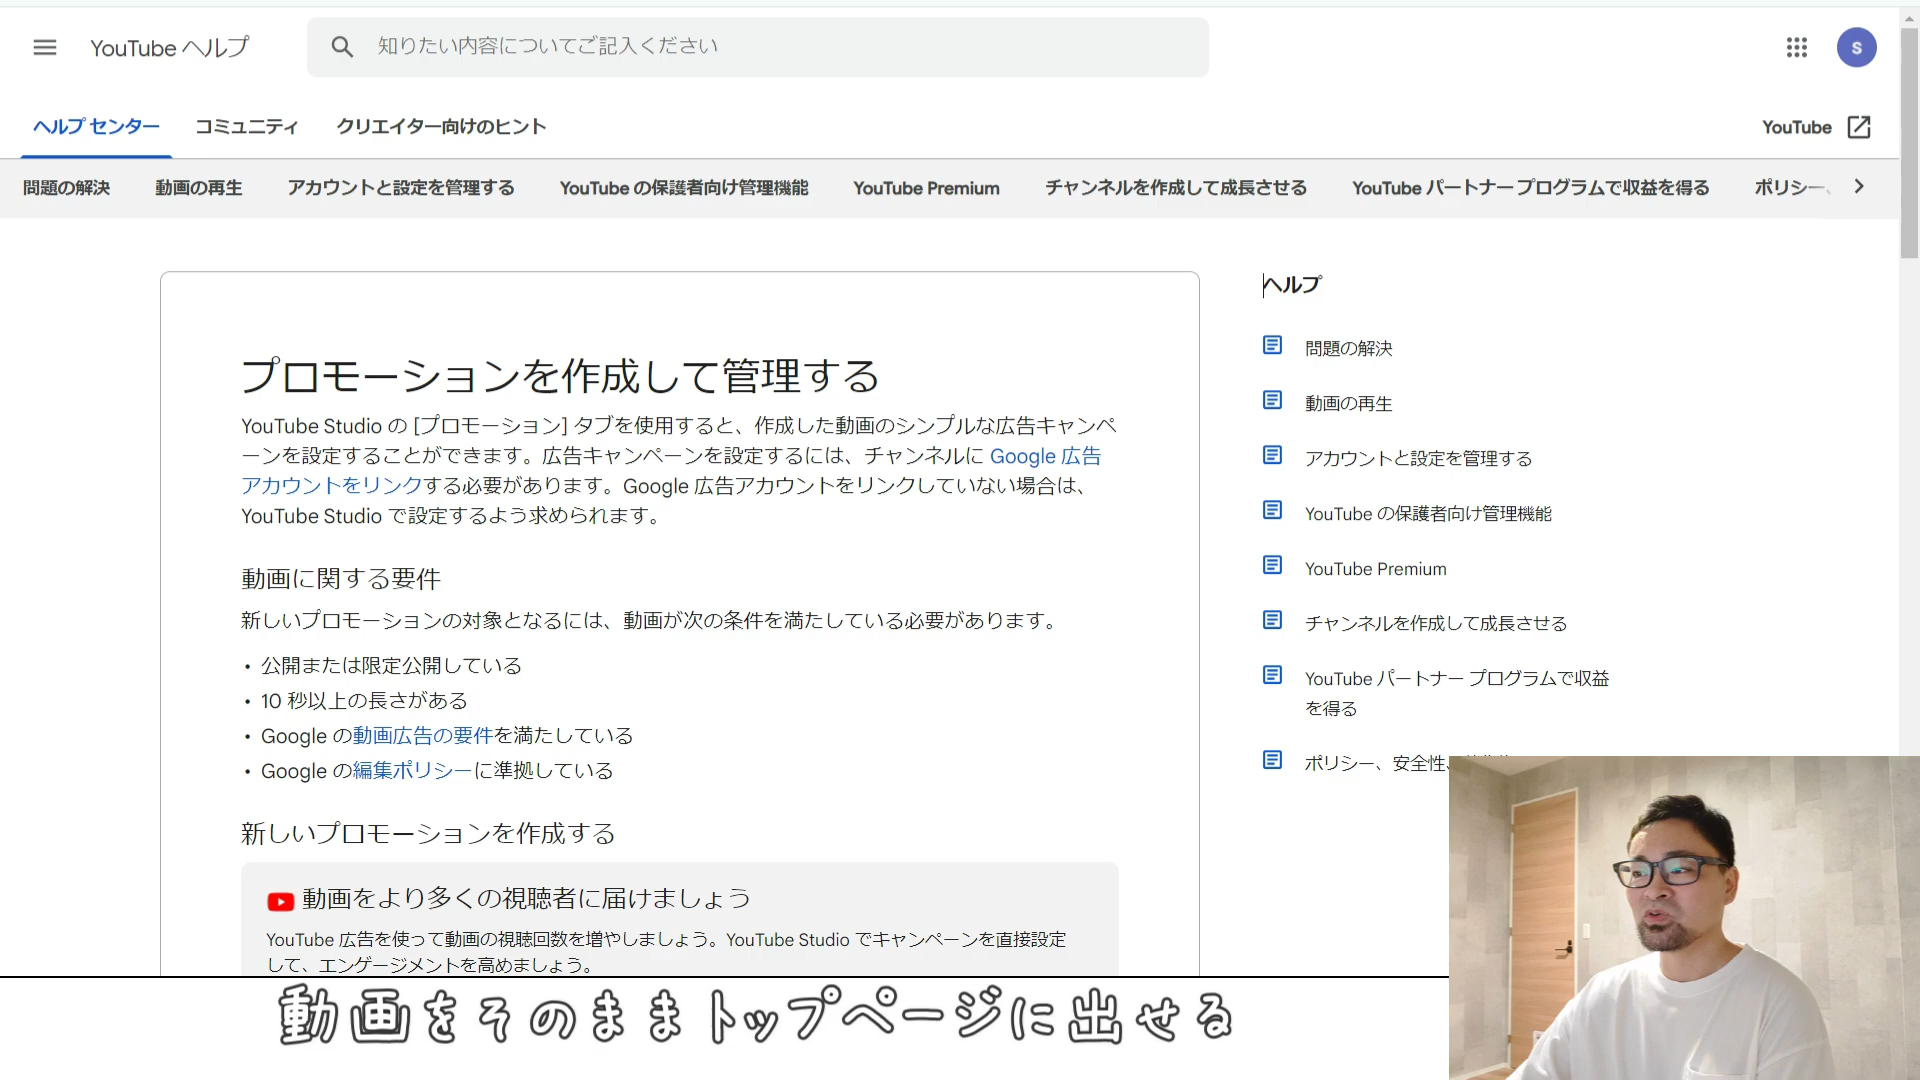 YouTube ヘルプ
知りたい内容についてご記入ください
S
ヘルプ センター
コミュニティ
クリエイター向けのヒント
YouTube
問題の解決
動画の再生
アカウントと設定を管理する
YouTube の保護者向け管理機能
YouTube Premium
チャンネルを作成して成長させる
YouTube パートナー プログラムで収益を得る
ポリシー、
プロモーションを作成して管理する
YouTube Studio の [プロモーション] タブを使用すると、作成した動画のシンプルな広告キャンペ
ーンを設定することができます。広告キャンペーンを設定するには、チャンネルに Google 広告
アカウントをリンクする必要があります。Google 広告アカウントをリンクしていない場合は、
YouTube Studio で設定するよう求められます。
動画に関する要件
新しいプロモーションの対象となるには、動画が次の条件を満たしている必要があります。
• 公開または限定公開している
• 10 秒以上の長さがある
• Google の動画広告の要件を満たしている
• Google の編集ポリシーに準拠している
新しいプロモーションを作成する
動画をより多くの視聴者に届けましょう
YouTube 広告を使って動画の視聴回数を増やしましょう。YouTube Studio でキャンペーンを直接設定
して、エンゲージメントを高めましょう。
ヘルプ
問題の解決
動画の再生
アカウントと設定を管理する
YouTube の保護者向け管理機能
YouTube Premium
チャンネルを作成して成長させる
YouTube パートナー プログラムで収益
を得る
ポリシー、安全性、
動画をそのままトップページに出せる